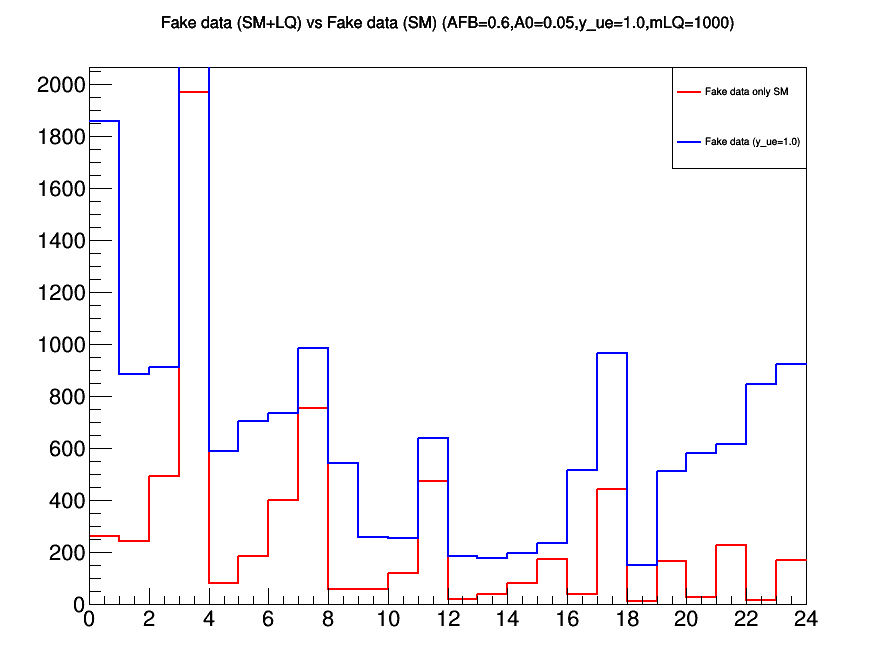 Fake data (SM+LQ) vs Fake data (SM) (AFB=0.6,A0=0.05,y_ue=1.0,mLQ=1000)
Fake data only SM
Fake data (y_ue=1.0)
2000
1800
1600
1400
1200
1000
800
600
400
200
0
0 2 4 6 8 10 12 14 16 18 20 22 24